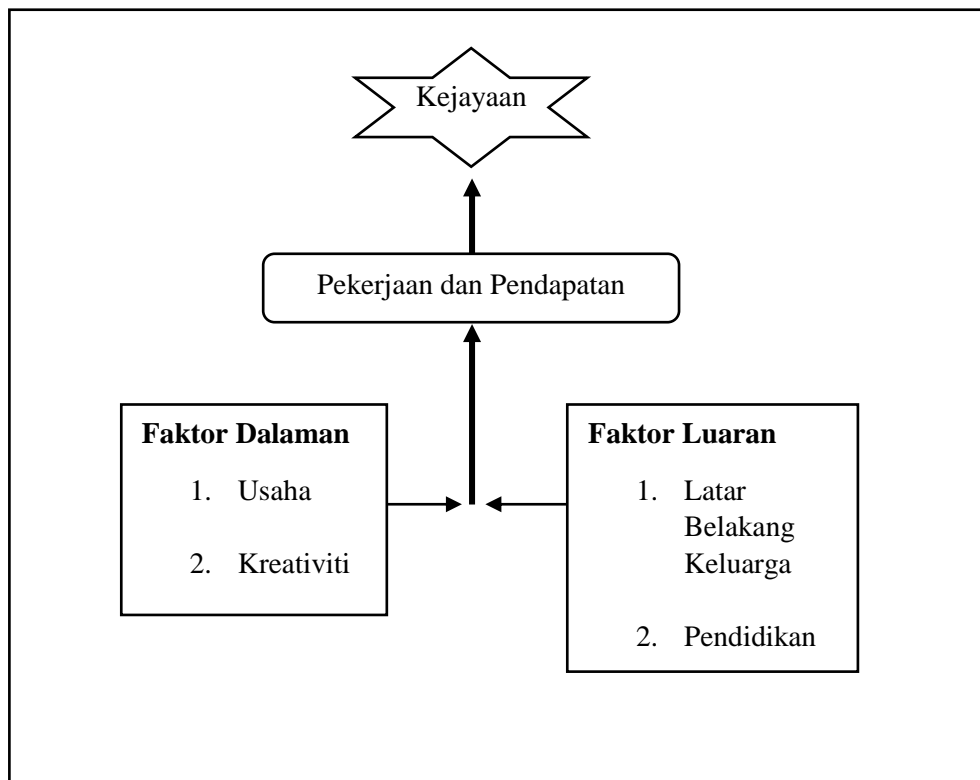 Kejayaan
Pekerjaan dan Pendapatan
Faktor Dalaman
1. Usaha
2. Kreativiti
Faktor Luaran
1. Latar
Belakang
Keluarga
2. Pendidikan